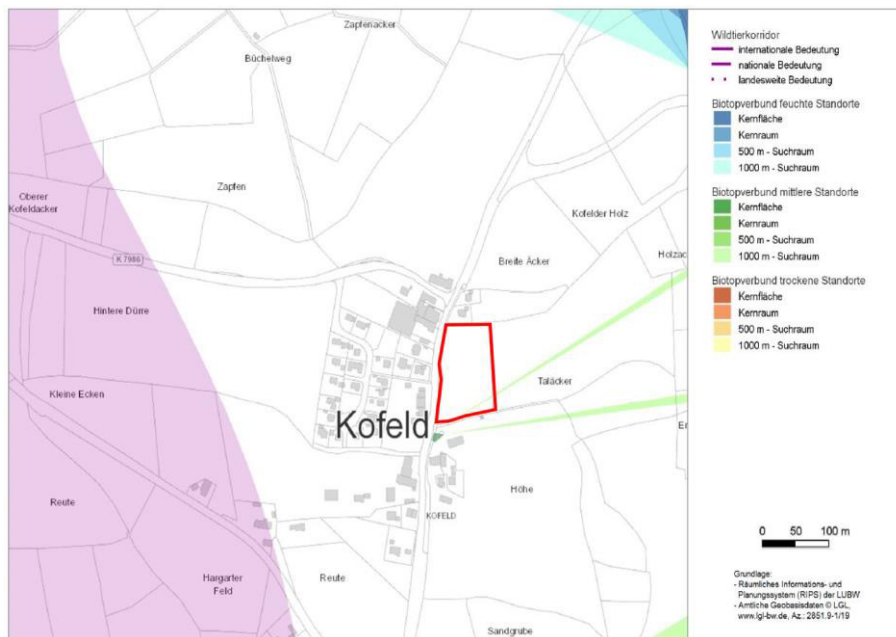 Zapfenacker
Büchelweg
Zapfen
Oberer
Kofeldacker
K 7986
Kofelder Holz
Breite Äcker
Hintere Dürre
Kleine Ecken
Taläcker
Kofeld
Höhe
Reute
KOFELD
Hargarter
Feld
Reute
Sandgrube
Wildtierkorridor
internationale Bedeutung
nationale Bedeutung
landesweite Bedeutung
Biotopverbund feuchte Standorte
Kernfläche
Kernraum
500 m - Suchraum
1000 m - Suchraum
Biotopverbund mittlere Standorte
Kernfläche
Kernraum
500 m - Suchraum
1000 m - Suchraum
Biotopverbund trockene Standorte
Kernfläche
Kernraum
500 m - Suchraum
1000 m - Suchraum
0 50 100 m
Grundlage:
- Räumliches Informations- und
Planungssystem (RIPS) der LUBW
- Amtliche Geobasisdaten © LGL,
www.lgl-bw.de, Az.: 2851.9-1/19